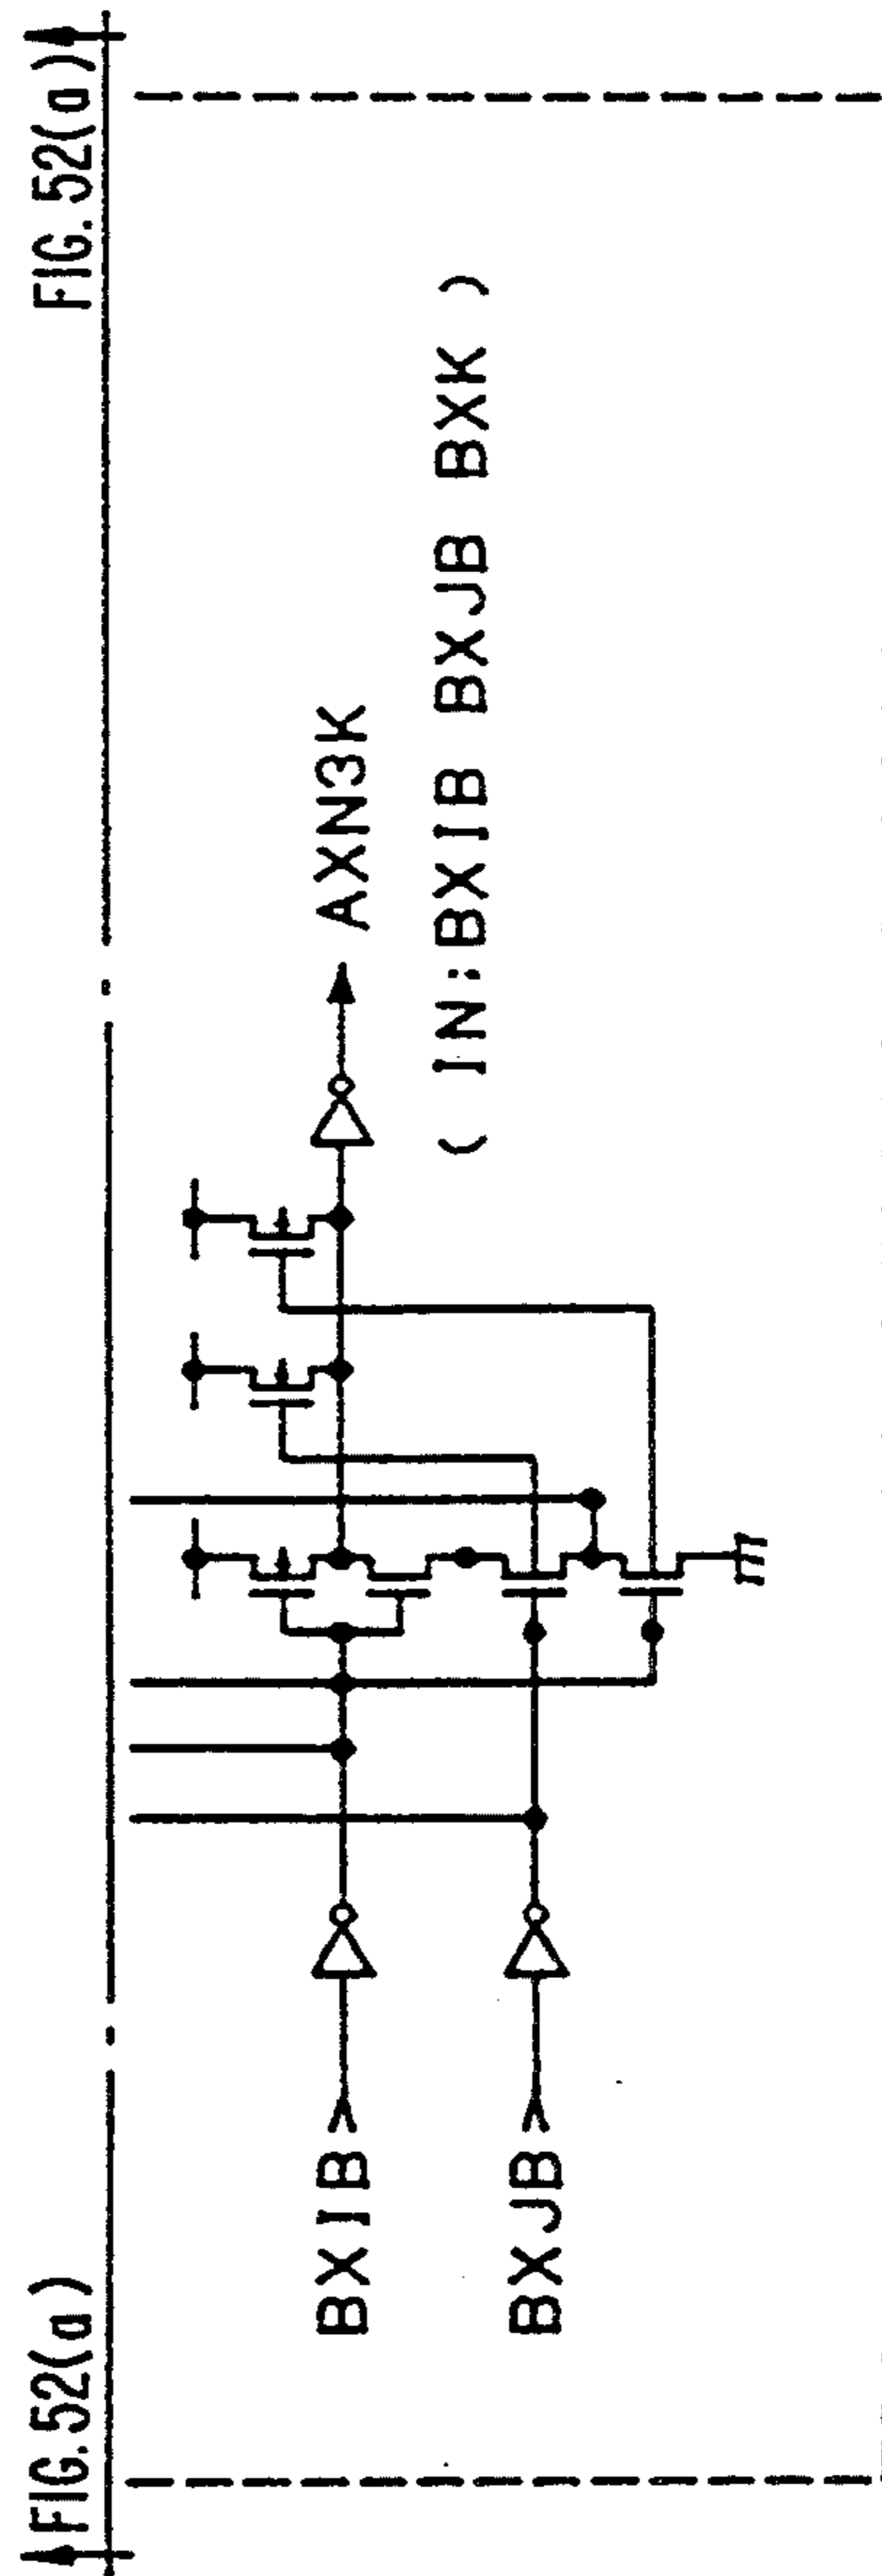 FIG. 52(a)
FIG. 52(a)
BXIB
AXN3K
( IN:BXIB BXJB BXK )
BXJB